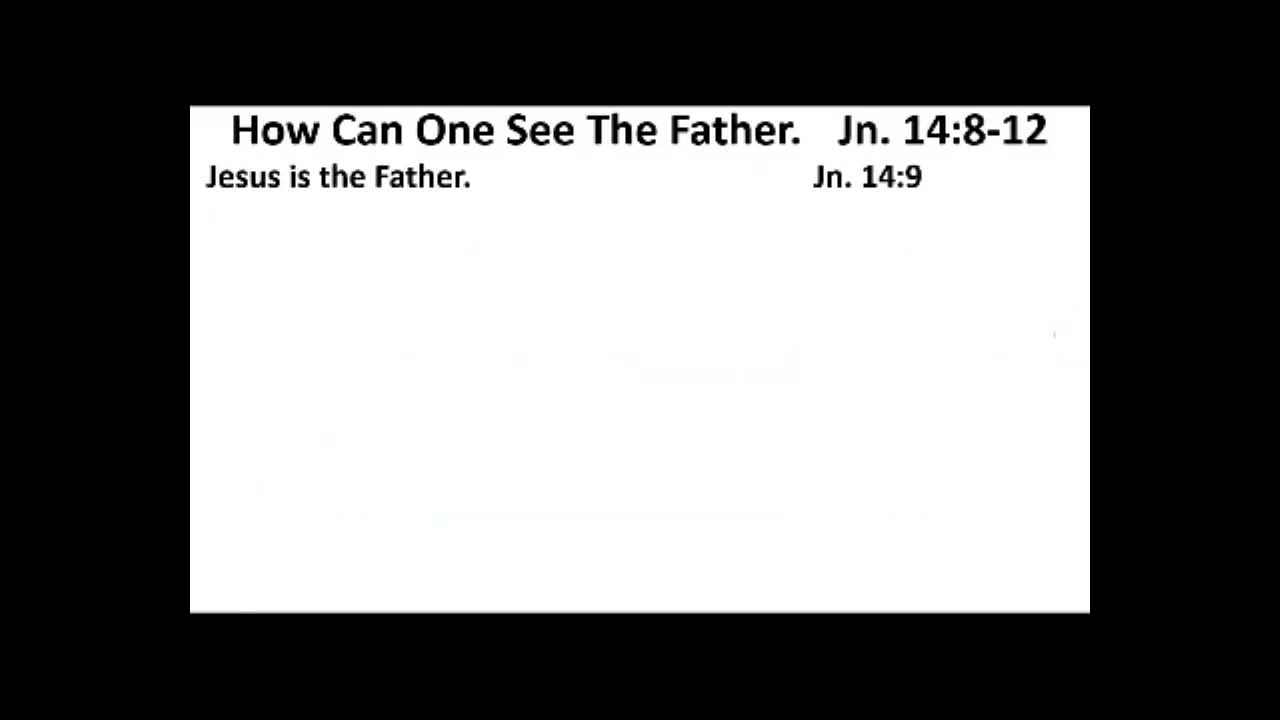 How Can One See The Father. Jn. 14:8-12
Jesus is the Father. Jn. 14:9